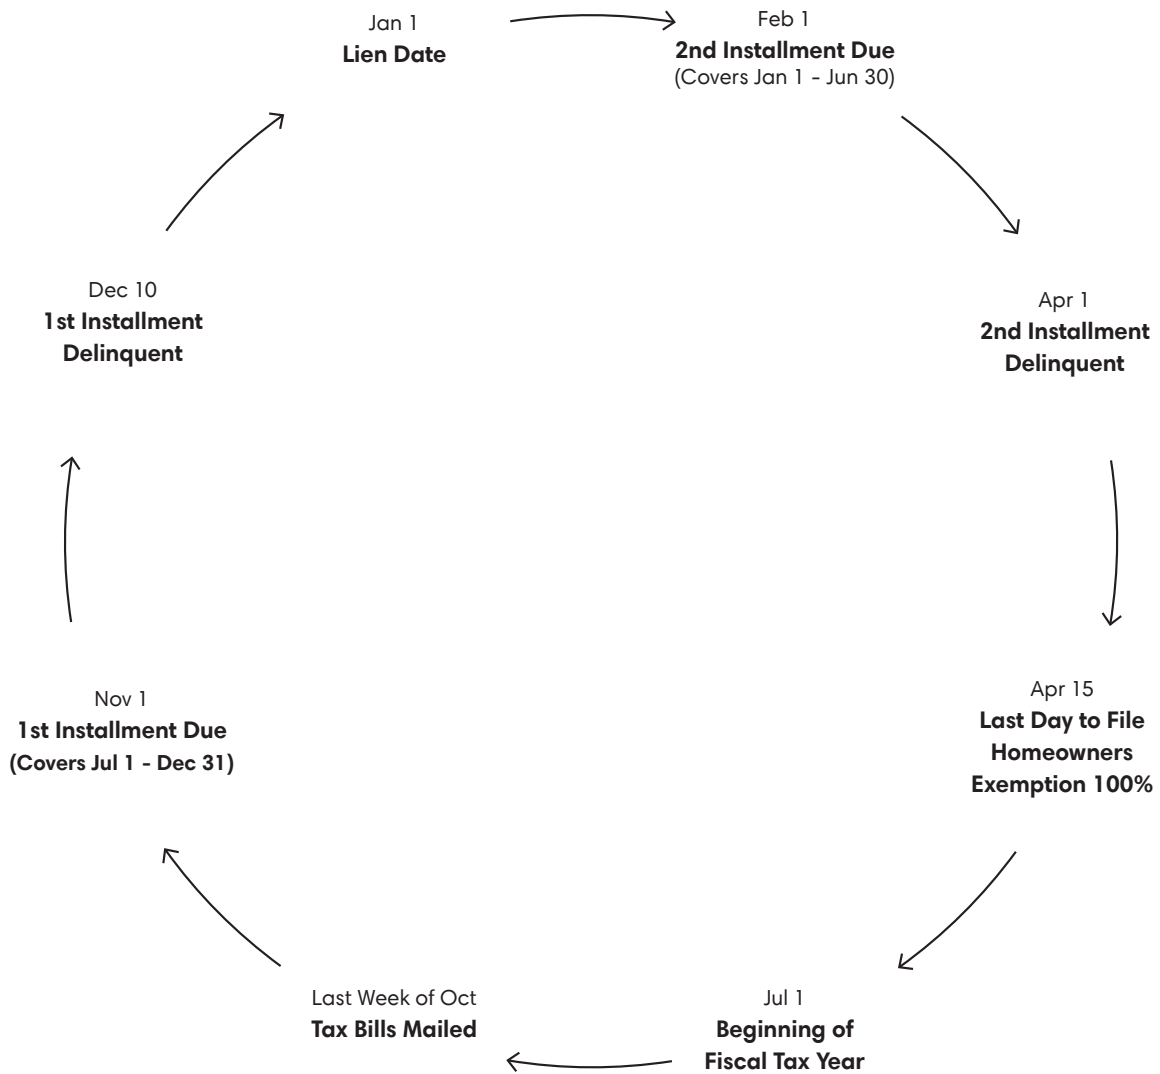 Jan 1
Lien Date
Feb 1
2nd Installment Due
(Covers Jan 1 - Jun 30)
Apr 1
2nd Installment
Delinquent
Apr 15
Last Day to File
Homeowners
Exemption 100%
Jul 1
Beginning of
Fiscal Tax Year
Last Week of Oct
Tax Bills Mailed
Nov 1
1st Installment Due
(Covers Jul 1 - Dec 31)
Dec 10
1st Installment
Delinquent